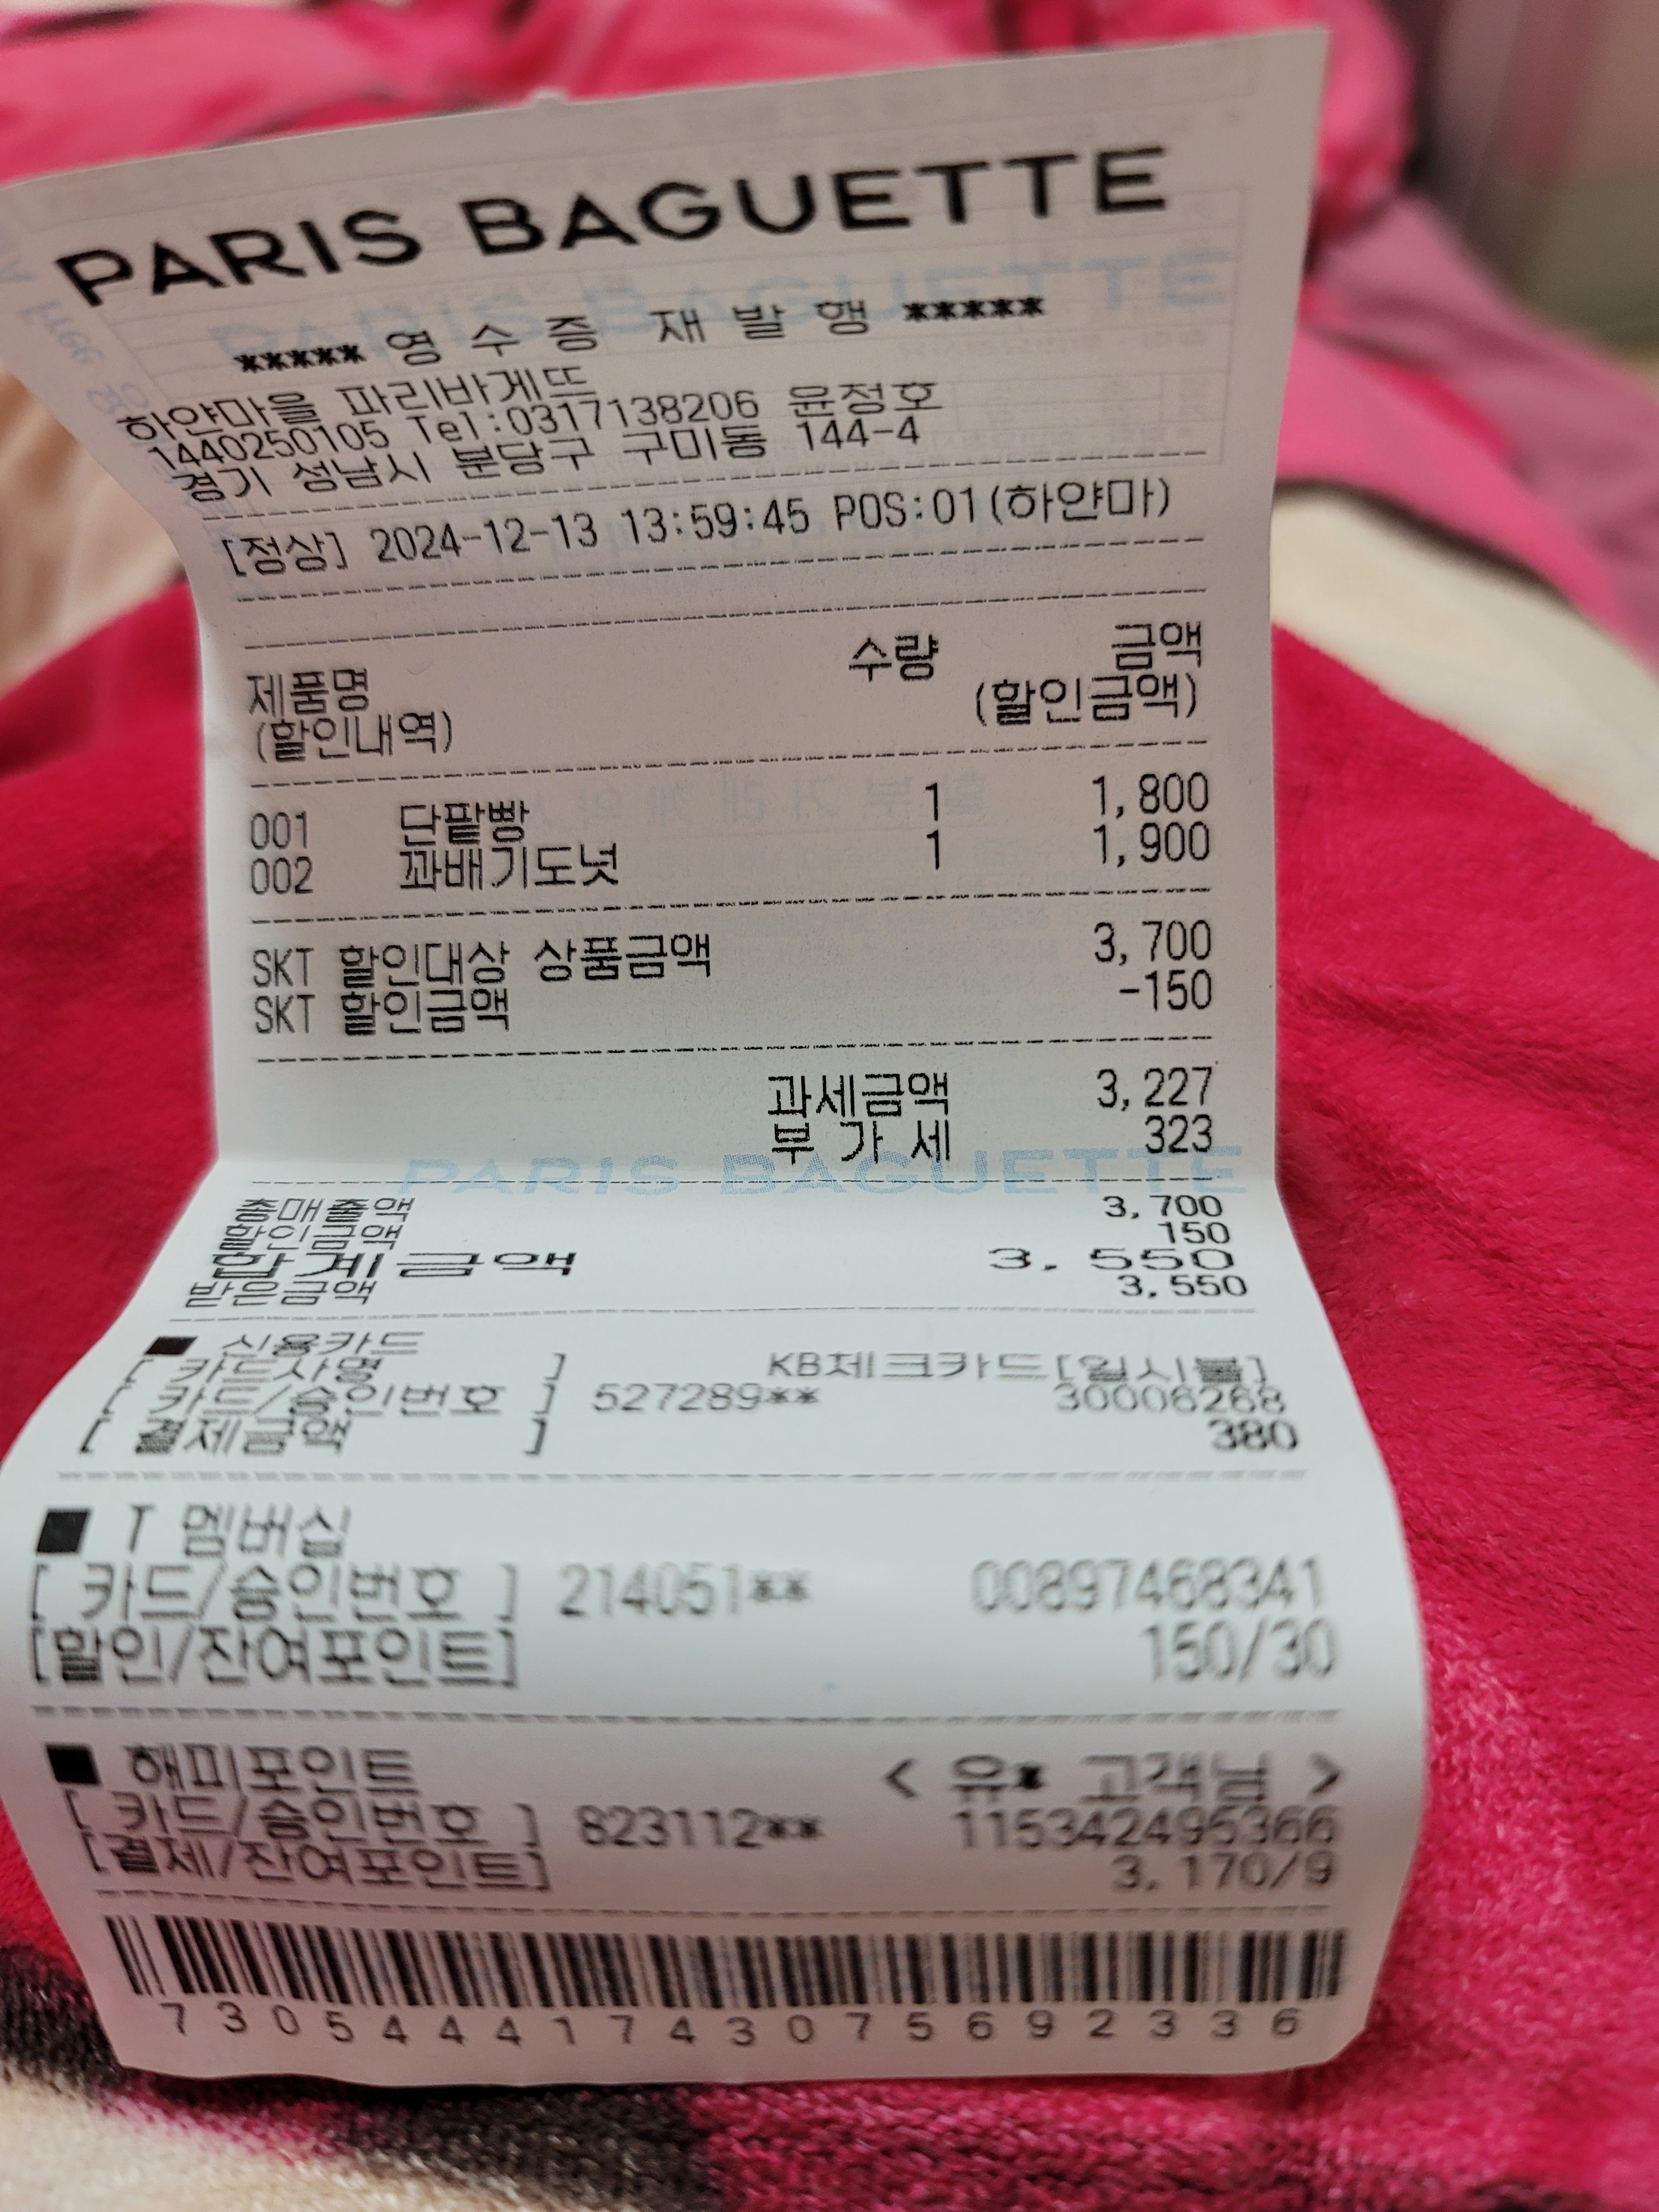 PARIS BAGUETTE
***** 영 수 증 재 발 행 *****
하얀마을 파리바게뜨
1440250105 Tel:0317138206 윤정호
경기 성남시 분당구 구미동 144-4
[정상] 2024-12-13 13:59:45 POS:01(하얀마)
제품명 수량 금액
(할인내역) (할인금액)
001 단팥빵 1 1,800
002 꽈배기도넛 1 1,900
SKT 할인대상 상품금액 3,700
SKT 할인금액 -150
과세금액 3,227
부 가 세 323
PARIS BAGUETTE
총매출액 3,700
할인금액 150
합계금액 3,550
받은금액 3,550
■ 신용카드
[ 카드사명 ] KB체크카드[일시불]
[ 카드/승인번호 ] 527289** 30006268
[ 결제금액 ] 380
■ T 멤버십
[ 카드/승인번호 ] 214051** 00897468341
[할인/잔여포인트] 150/30
■ 해피포인트 < 유* 고객님 >
[ 카드/승인번호 ] 823112** 115342495366
[결제/잔여포인트] 3,170/9
73054441743075692336